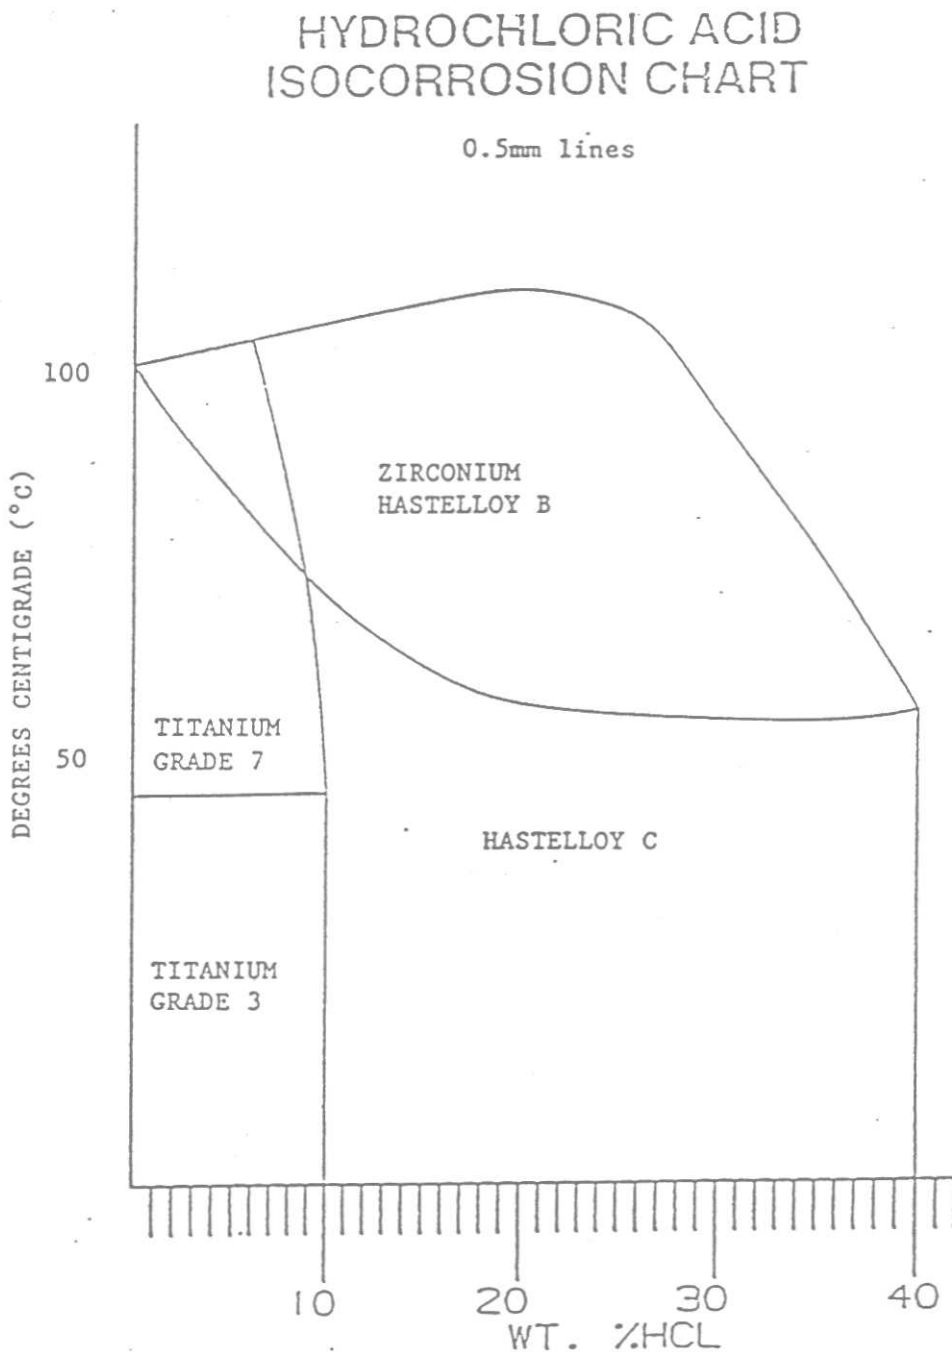 HYDROCHLORIC ACID
ISOCORROSION CHART
0.5mm lines
100
ZIRCONIUM
HASTELLOY B
DEGREES CENTIGRADE (°C)
TITANIUM
GRADE 7
50
HASTELLOY C
TITANIUM
GRADE 3
10
20
30
40
WT. %HCL